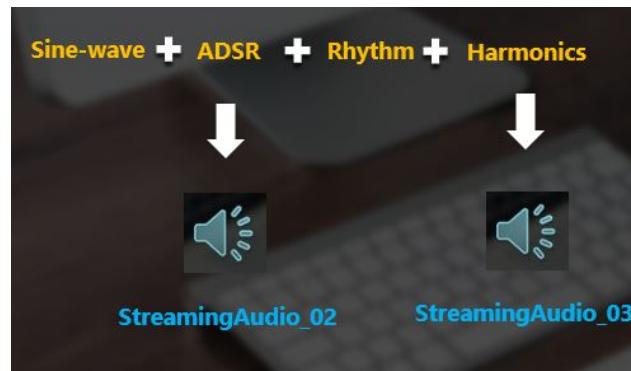 Sine-wave + ADSR + Rhythm + Harmonics
StreamingAudio_02
StreamingAudio_03